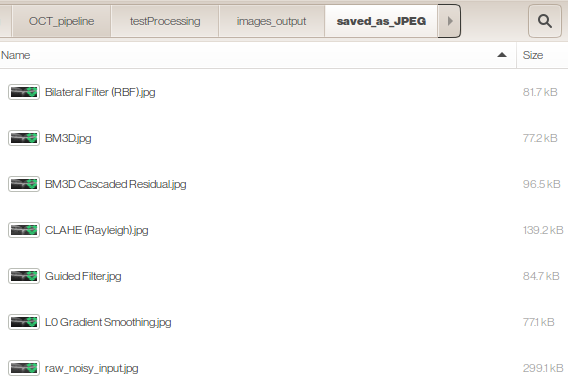 OCT_pipeline testProcessing images_output saved_as_JPEG
Name Size
Bilateral Filter (RBF).jpg 81.7 kB
BM3D.jpg 77.2 kB
BM3D Cascaded Residual.jpg 96.5 kB
CLAHE (Rayleigh).jpg 139.2 kB
Guided Filter.jpg 84.7 kB
L0 Gradient Smoothing.jpg 77.1 kB
raw_noisy_input.jpg 299.1 kB